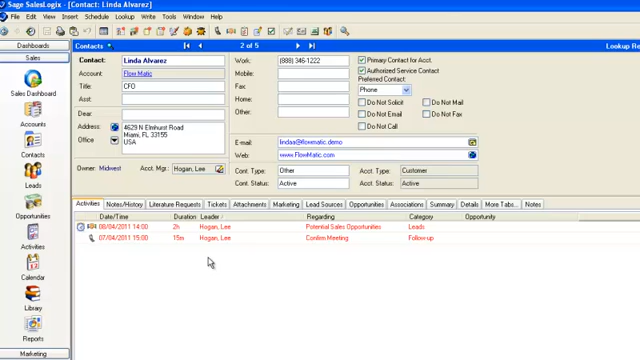 Sage SalesLogix - [Contact: Linda Alvarez]
File Edit Insert Schedule Lookup Write Tools Window Help
Dashboards
Sales
Sales Dashboard
Accounts
Contacts
Leads
Opportunities
Activities
Calendar
Library
Reports
Marketing
Contacts 2 of 5 Lookup Re
Contact: Linda Alvarez
Account Flow Matic
Title: CFO
Asst:
Dear
Address: 4629 N Elmhurst Road
Office Miami, FL 33155
USA
Owner: Midwest Acct. Mgr.: Hogan, Lee
Work: (888) 346-1222
Mobile:
Fax:
Home:
Other:
Primary Contact for Acct.
Authorized Service Contact
Preferred Contact:
Phone
Do Not Solicit Do Not Mail
Do Not Email Do Not Fax
Do Not Call
E-mail: lindaa@flowmatic.demo
Web: www.FlowMatic.com
Cont. Type: Other Acct. Type: Customer
Cont. Status: Active Acct. Status: Active
Activities Notes/History Literature Requests Tickets Attachments Marketing Lead Sources Opportunities Associations Summary Details More Tabs... Notes
Date/Time Duration Leader Regarding Category Opportunity
08/04/2011 14:00 2h Hogan, Lee Potential Sales Opportunities Leads
07/04/2011 15:00 15m Hogan, Lee Confirm Meeting Follow up